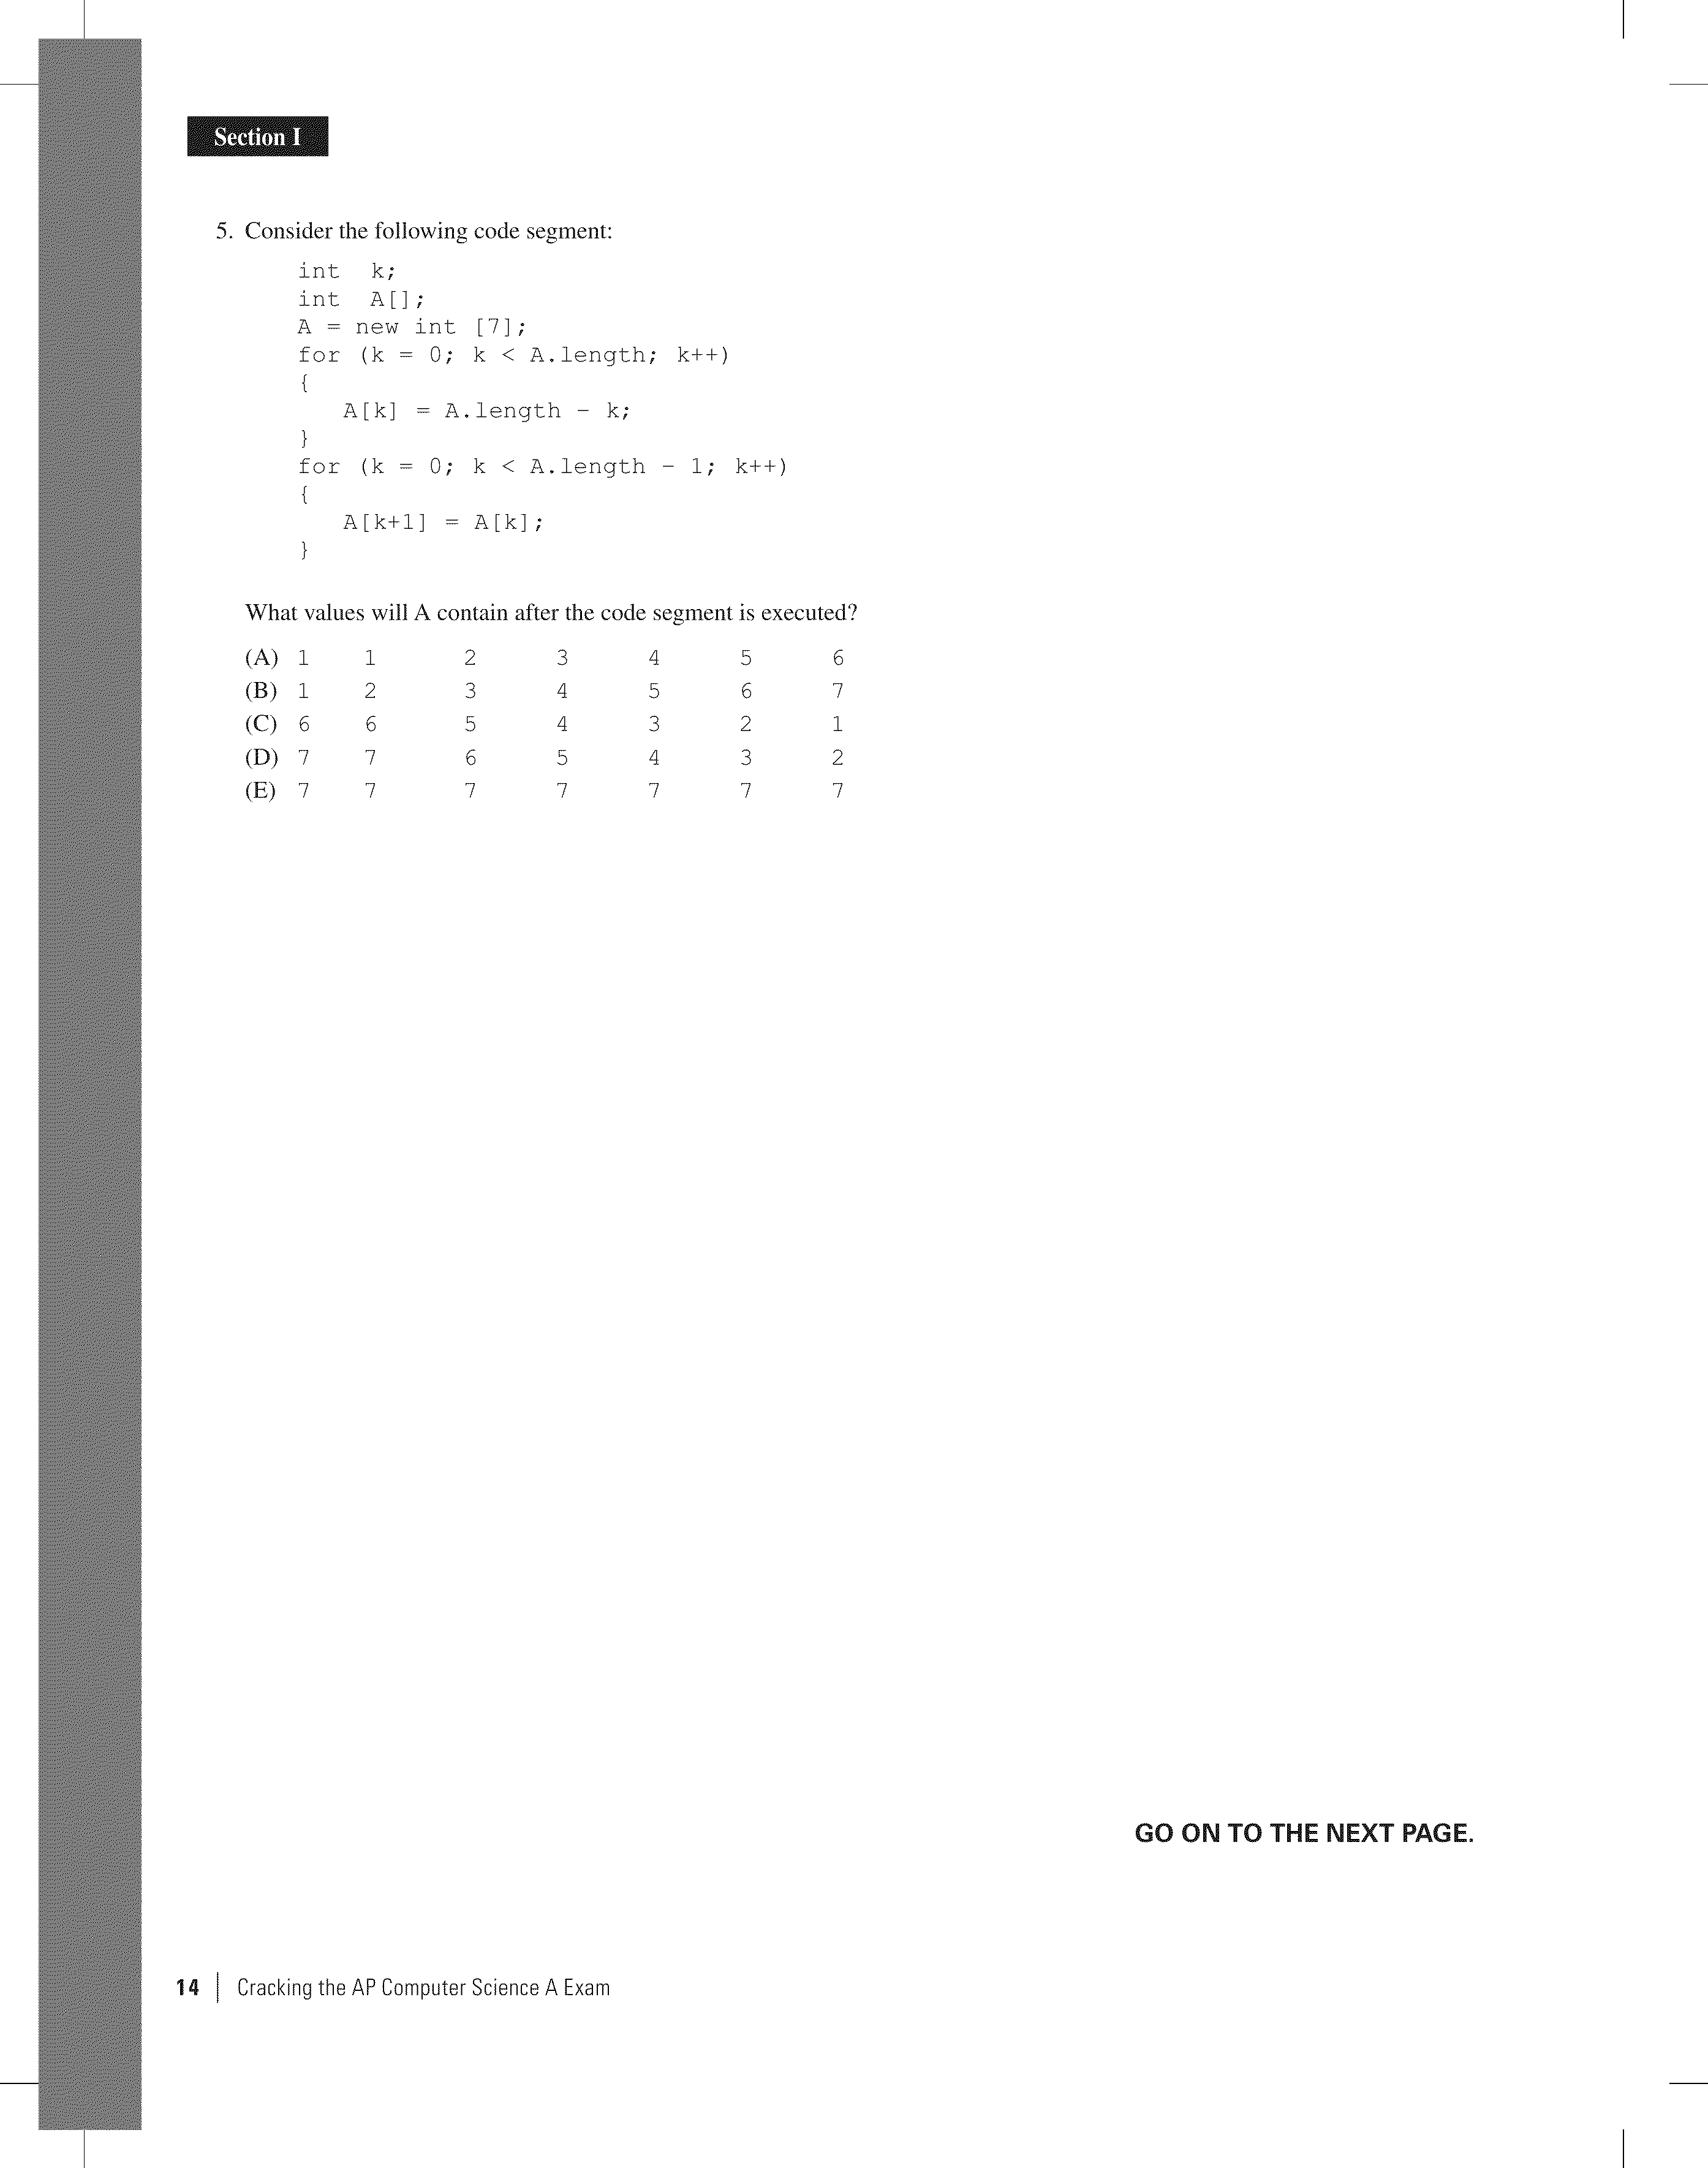 Section I
5. Consider the following code segment:
int k;
int A[];
A = new int [7];
for (k = 0; k < A.length; k++)
{
A[k] = A.length - k;
}
for (k = 0; k < A.length - 1; k++)
{
A[k+1] = A[k];
}
What values will A contain after the code segment is executed?
(A) 1 1 2 3 4 5 6
(B) 1 2 3 4 5 6 7
(C) 6 6 5 4 3 2 1
(D) 7 7 6 5 4 3 2
(E) 7 7 7 7 7 7 7
GO ON TO THE NEXT PAGE.
14 | Cracking the AP Computer Science A Exam